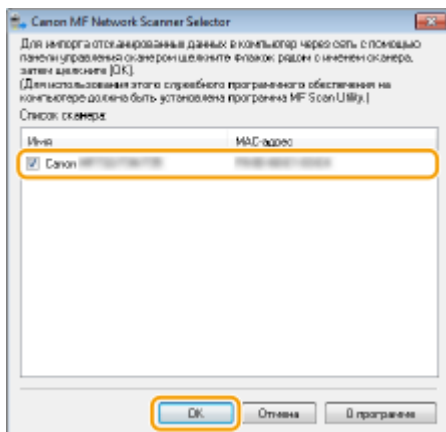 Canon MF Network Scanner Selector
Для импорта отсканированных данных в компьютер через сеть с помощью
панели управления сканером щелкните флажок рядом с именем сканера,
затем щелкните [OK].
(Для использования этого служебного программного обеспечения на
компьютере должна быть установлена программа MF Scan Utility.)
Список сканера:
Имя MAC-адрес
Canon
OK Отмена О программе